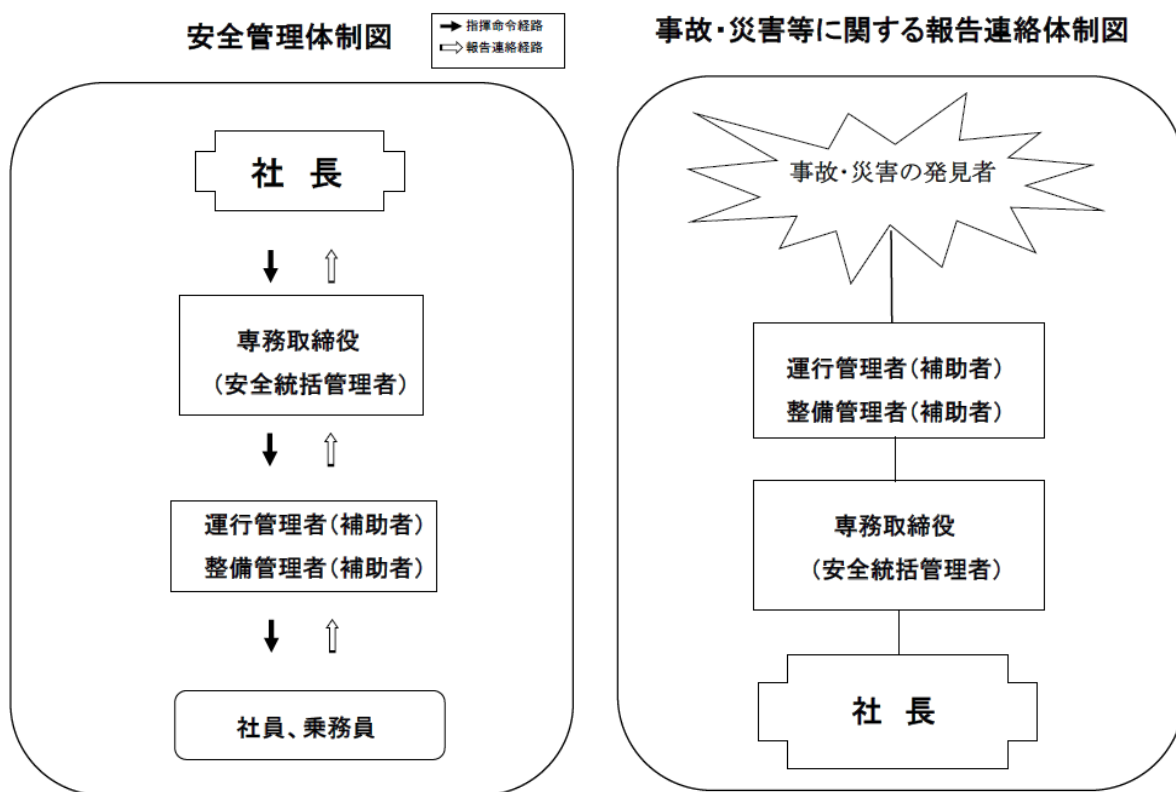 安全管理体制図
指揮命令経路
報告連絡経路
社 長
専務取締役
(安全統括管理者)
運行管理者(補助者)
整備管理者(補助者)
社員、乗務員
事故・災害等に関する報告連絡体制図
事故・災害の発見者
運行管理者(補助者)
整備管理者(補助者)
専務取締役
(安全統括管理者)
社 長